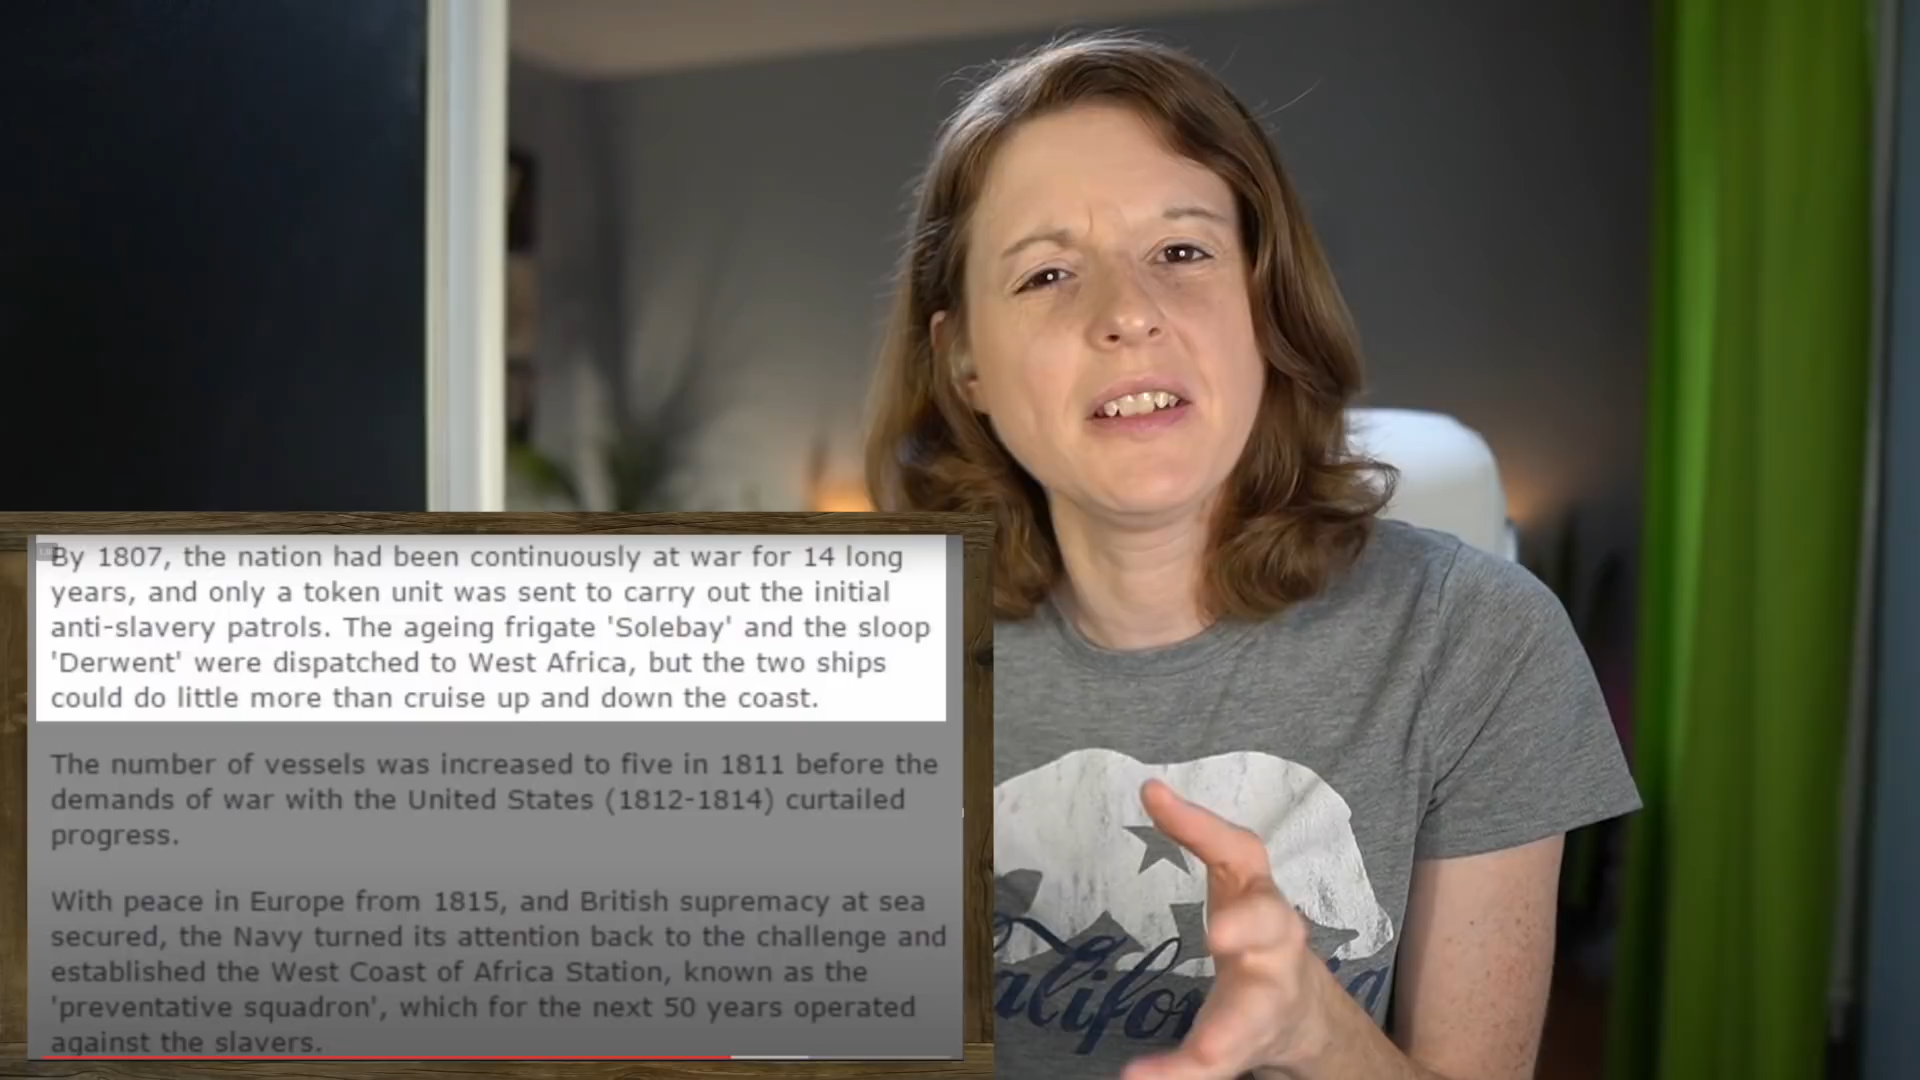 By 1807, the nation had been continuously at war for 14 long
years, and only a token unit was sent to carry out the initial
anti-slavery patrols. The ageing frigate 'Solebay' and the sloop
'Derwent' were dispatched to West Africa, but the two ships
could do little more than cruise up and down the coast.
The number of vessels was increased to five in 1811 before the
demands of war with the United States (1812-1814) curtailed
progress.
With peace in Europe from 1815, and British supremacy at sea
secured, the Navy turned its attention back to the challenge and
established the West Coast of Africa Station, known as the
'preventative squadron', which for the next 50 years operated
against the slavers.